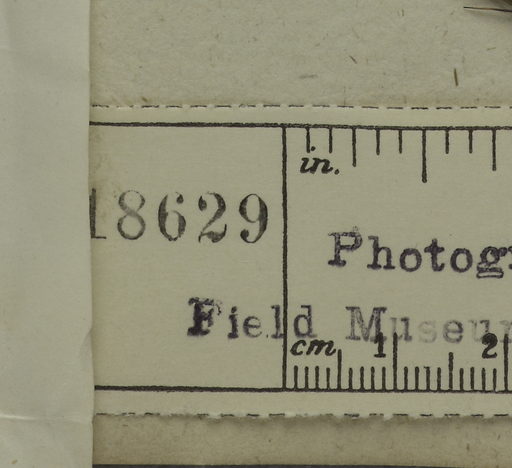 in.
18629
Photog
Field Museu
cm 1 2